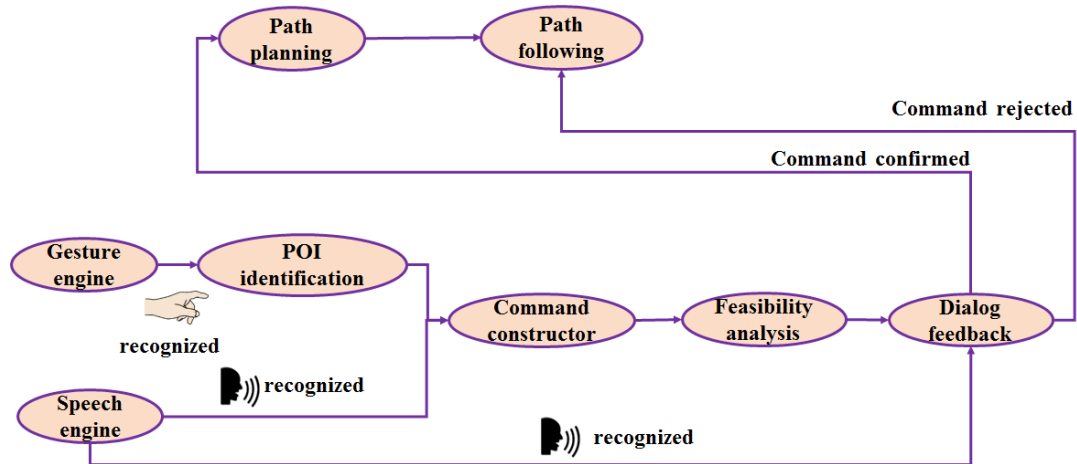 Path
planning
Path
following
Command rejected
Command confirmed
Gesture
engine
POI
identification
recognized
Command
constructor
Feasibility
analysis
Dialog
feedback
recognized
Speech
engine
recognized